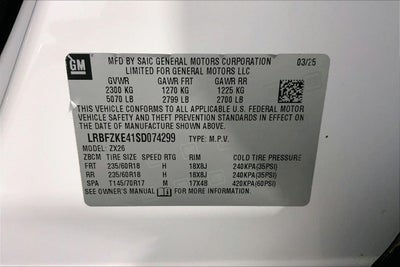 GM
MFD BY SAIC GENERAL MOTORS CORPORATION 03/25
LIMITED FOR GENERAL MOTORS LLC
GVWR GAWR FRT GAWR RR
2300 KG 1270 KG 1225 KG
5070 LB 2799 LB 2700 LB
THIS VEHICLE CONFORMS TO ALL APPLICABLE U.S. FEDERAL MOTOR
VEHICLE SAFETY AND THEFT PREVENTION STANDARDS IN EFFECT ON
THE DATE OF MANUFACTURE SHOWN ABOVE.
LRBFZKE41SD074299 TYPE: M.P.V.
MODEL: ZX26
ZBCM TIRE SIZE SPEED RTG RIM COLD TIRE PRESSURE
FRT 235/60R18 H 18X8J 240KPA(35PSI)
RR 235/60R18 H 18X8J 240KPA(35PSI)
SPA T145/70R17 M 17X4B 420KPA(60PSI)
SEE OWNER'S MANUAL FOR ADDITIONAL INFORMATION.